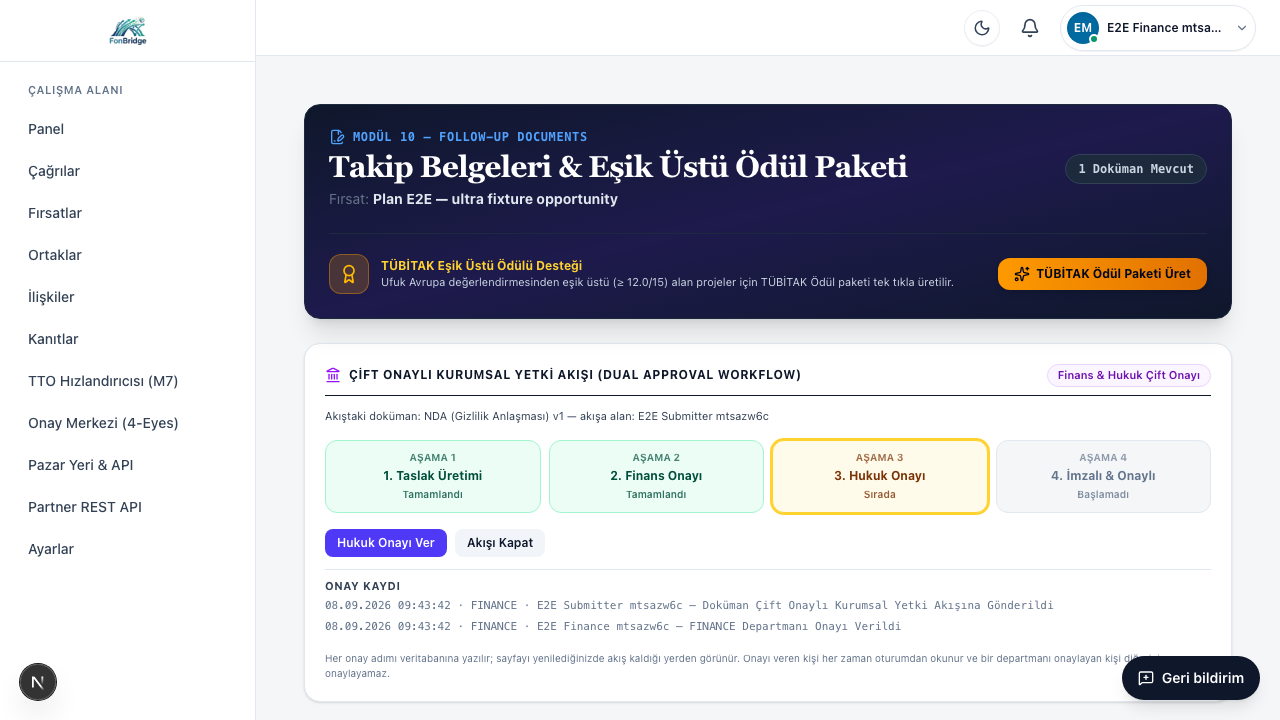 FonBridge
EM
E2E Finance mtsa...
ÇALIŞMA ALANI
Panel
Çağrılar
Fırsatlar
Ortaklar
İlişkiler
Kanıtlar
TTO Hızlandırıcısı (M7)
Onay Merkezi (4-Eyes)
Pazar Yeri & API
Partner REST API
Ayarlar
N
MODÜL 10 — FOLLOW-UP DOCUMENTS
Takip Belgeleri & Eşik Üstü Ödül Paketi
1 Doküman Mevcut
Fırsat: Plan E2E — ultra fixture opportunity
TÜBİTAK Eşik Üstü Ödülü Desteği
Ufuk Avrupa değerlendirmesinden eşik üstü (≥ 12.0/15) alan projeler için TÜBİTAK Ödül paketi tek tıkla üretilir.
TÜBİTAK Ödül Paketi Üret
ÇİFT ONAYLI KURUMSAL YETKİ AKIŞI (DUAL APPROVAL WORKFLOW)
Finans & Hukuk Çift Onayı
Akıştaki doküman: NDA (Gizlilik Anlaşması) v1 — akışa alan: E2E Submitter mtsazw6c
AŞAMA 1
1. Taslak Üretimi
Tamamlandı
AŞAMA 2
2. Finans Onayı
Tamamlandı
AŞAMA 3
3. Hukuk Onayı
Sırada
AŞAMA 4
4. İmzalı & Onaylı
Başlamadı
Hukuk Onayı Ver
Akışı Kapat
ONAY KAYDI
08.09.2026 09:43:42 · FINANCE · E2E Submitter mtsazw6c — Doküman Çift Onaylı Kurumsal Yetki Akışına Gönderildi
08.09.2026 09:43:42 · FINANCE · E2E Finance mtsazw6c — FINANCE Departmanı Onayı Verildi
Her onay adımı veritabanına yazılır; sayfayı yenilediğinizde akış kaldığı yerden görünür. Onayı veren kişi her zaman oturumdan okunur ve bir departmanı onaylayan kişi
onaylayamaz.
Geri bildirim